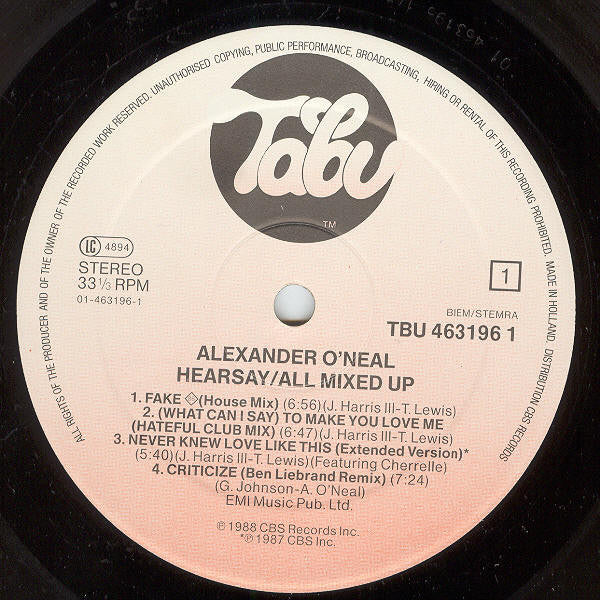 ALL RIGHTS OF THE PRODUCER AND OF THE OWNER OF THE RECORDED WORK RESERVED. UNAUTHORISED COPYING, PUBLIC PERFORMANCE, BROADCASTING, HIRING OR RENTAL OF THIS RECORDING PROHIBITED. MADE IN HOLLAND. DISTRIBUTION CBS RECORDS
Tabu
TM
LC 4894
STEREO
33 1/3 RPM
01-463196-1
1
BIEM/STEMRA
TBU 463196 1
ALEXANDER O'NEAL
HEARSAY/ALL MIXED UP
1. FAKE (House Mix) (6:56)(J. Harris III-T. Lewis)
2. (WHAT CAN I SAY) TO MAKE YOU LOVE ME
(HATEFUL CLUB MIX) (6:47)(J. Harris III-T. Lewis)
3. NEVER KNEW LOVE LIKE THIS (Extended Version)*
(5:40)(J. Harris III-T. Lewis)(Featuring Cherrelle)
4. CRITICIZE (Ben Liebrand Remix) (7:24)
(G. Johnson-A. O'Neal)
EMI Music Pub. Ltd.
℗ 1988 CBS Records Inc.
*℗ 1987 CBS Inc.